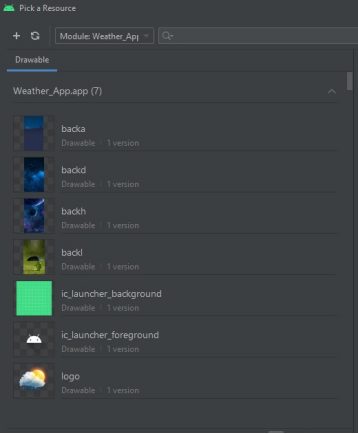 Pick a Resource
Module: Weather_Ap
Drawable
Weather_App.app (7)
backa
Drawable | 1 version
backd
Drawable | 1 version
backh
Drawable | 1 version
backl
Drawable | 1 version
ic_launcher_background
Drawable | 1 version
ic_launcher_foreground
Drawable | 1 version
logo
Drawable | 1 version